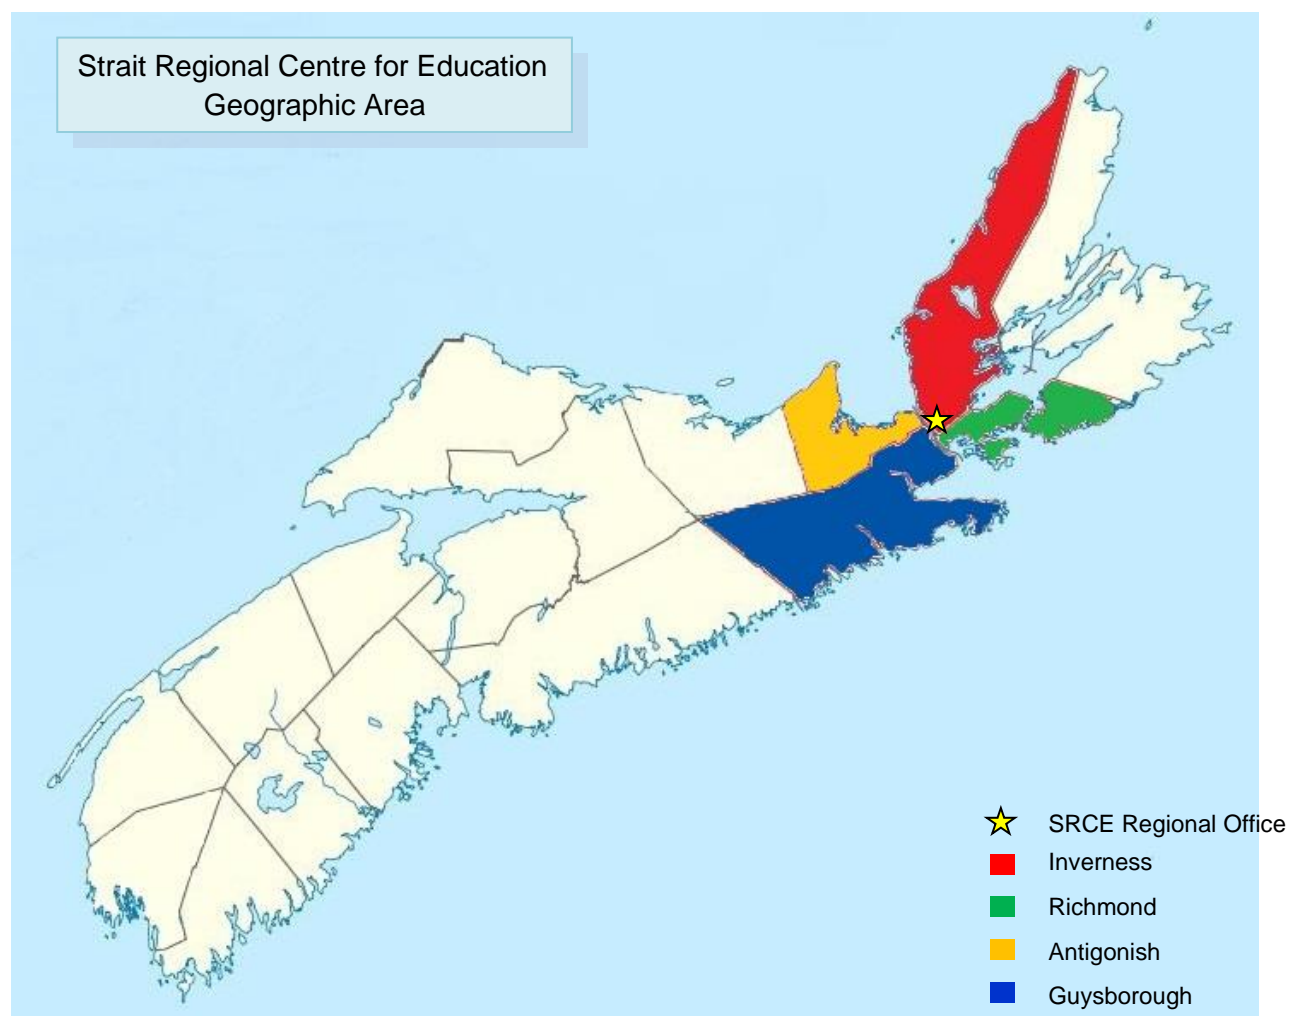 Strait Regional Centre for Education
Geographic Area
SRCE Regional Office
Inverness
Richmond
Antigonish
Guysborough